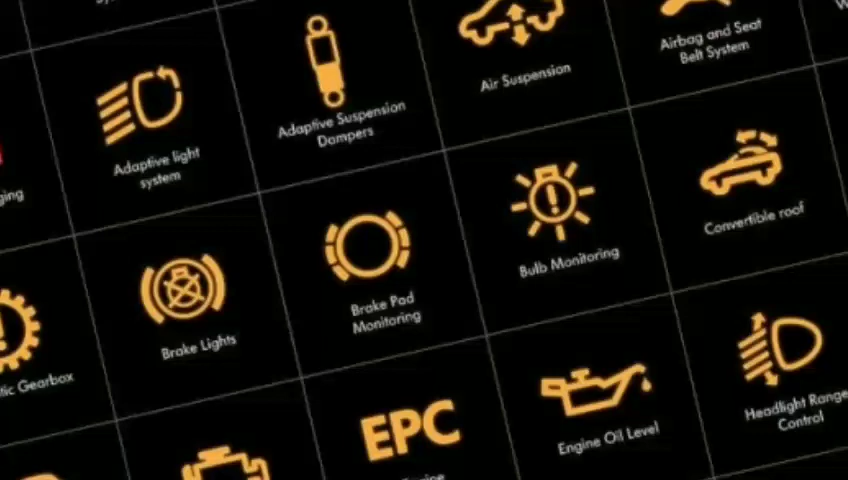 Airbag and Seat
Belt System
Air Suspension
Adaptive Suspension
Dampers
Adaptive light
system
ging
Convertible roof
Bulb Monitoring
Brake Pad
Monitoring
Brake Lights
tic Gearbox
Headlight Range
Control
Engine Oil Level
EPC